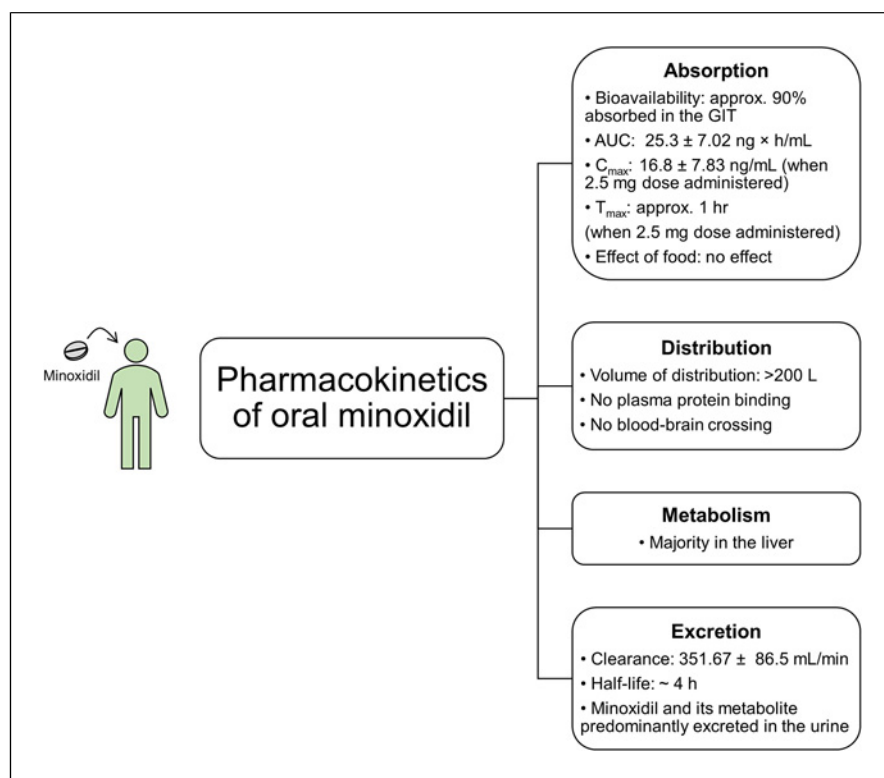 Minoxidil
Pharmacokinetics
of oral minoxidil
Absorption
• Bioavailability: approx. 90%
absorbed in the GIT
• AUC: 25.3 ± 7.02 ng × h/mL
• Cmax: 16.8 ± 7.83 ng/mL (when
2.5 mg dose administered)
• Tmax: approx. 1 hr
(when 2.5 mg dose administered)
• Effect of food: no effect
Distribution
• Volume of distribution: >200 L
• No plasma protein binding
• No blood-brain crossing
Metabolism
• Majority in the liver
Excretion
• Clearance: 351.67 ± 86.5 mL/min
• Half-life: ~ 4 h
• Minoxidil and its metabolite
predominantly excreted in the urine